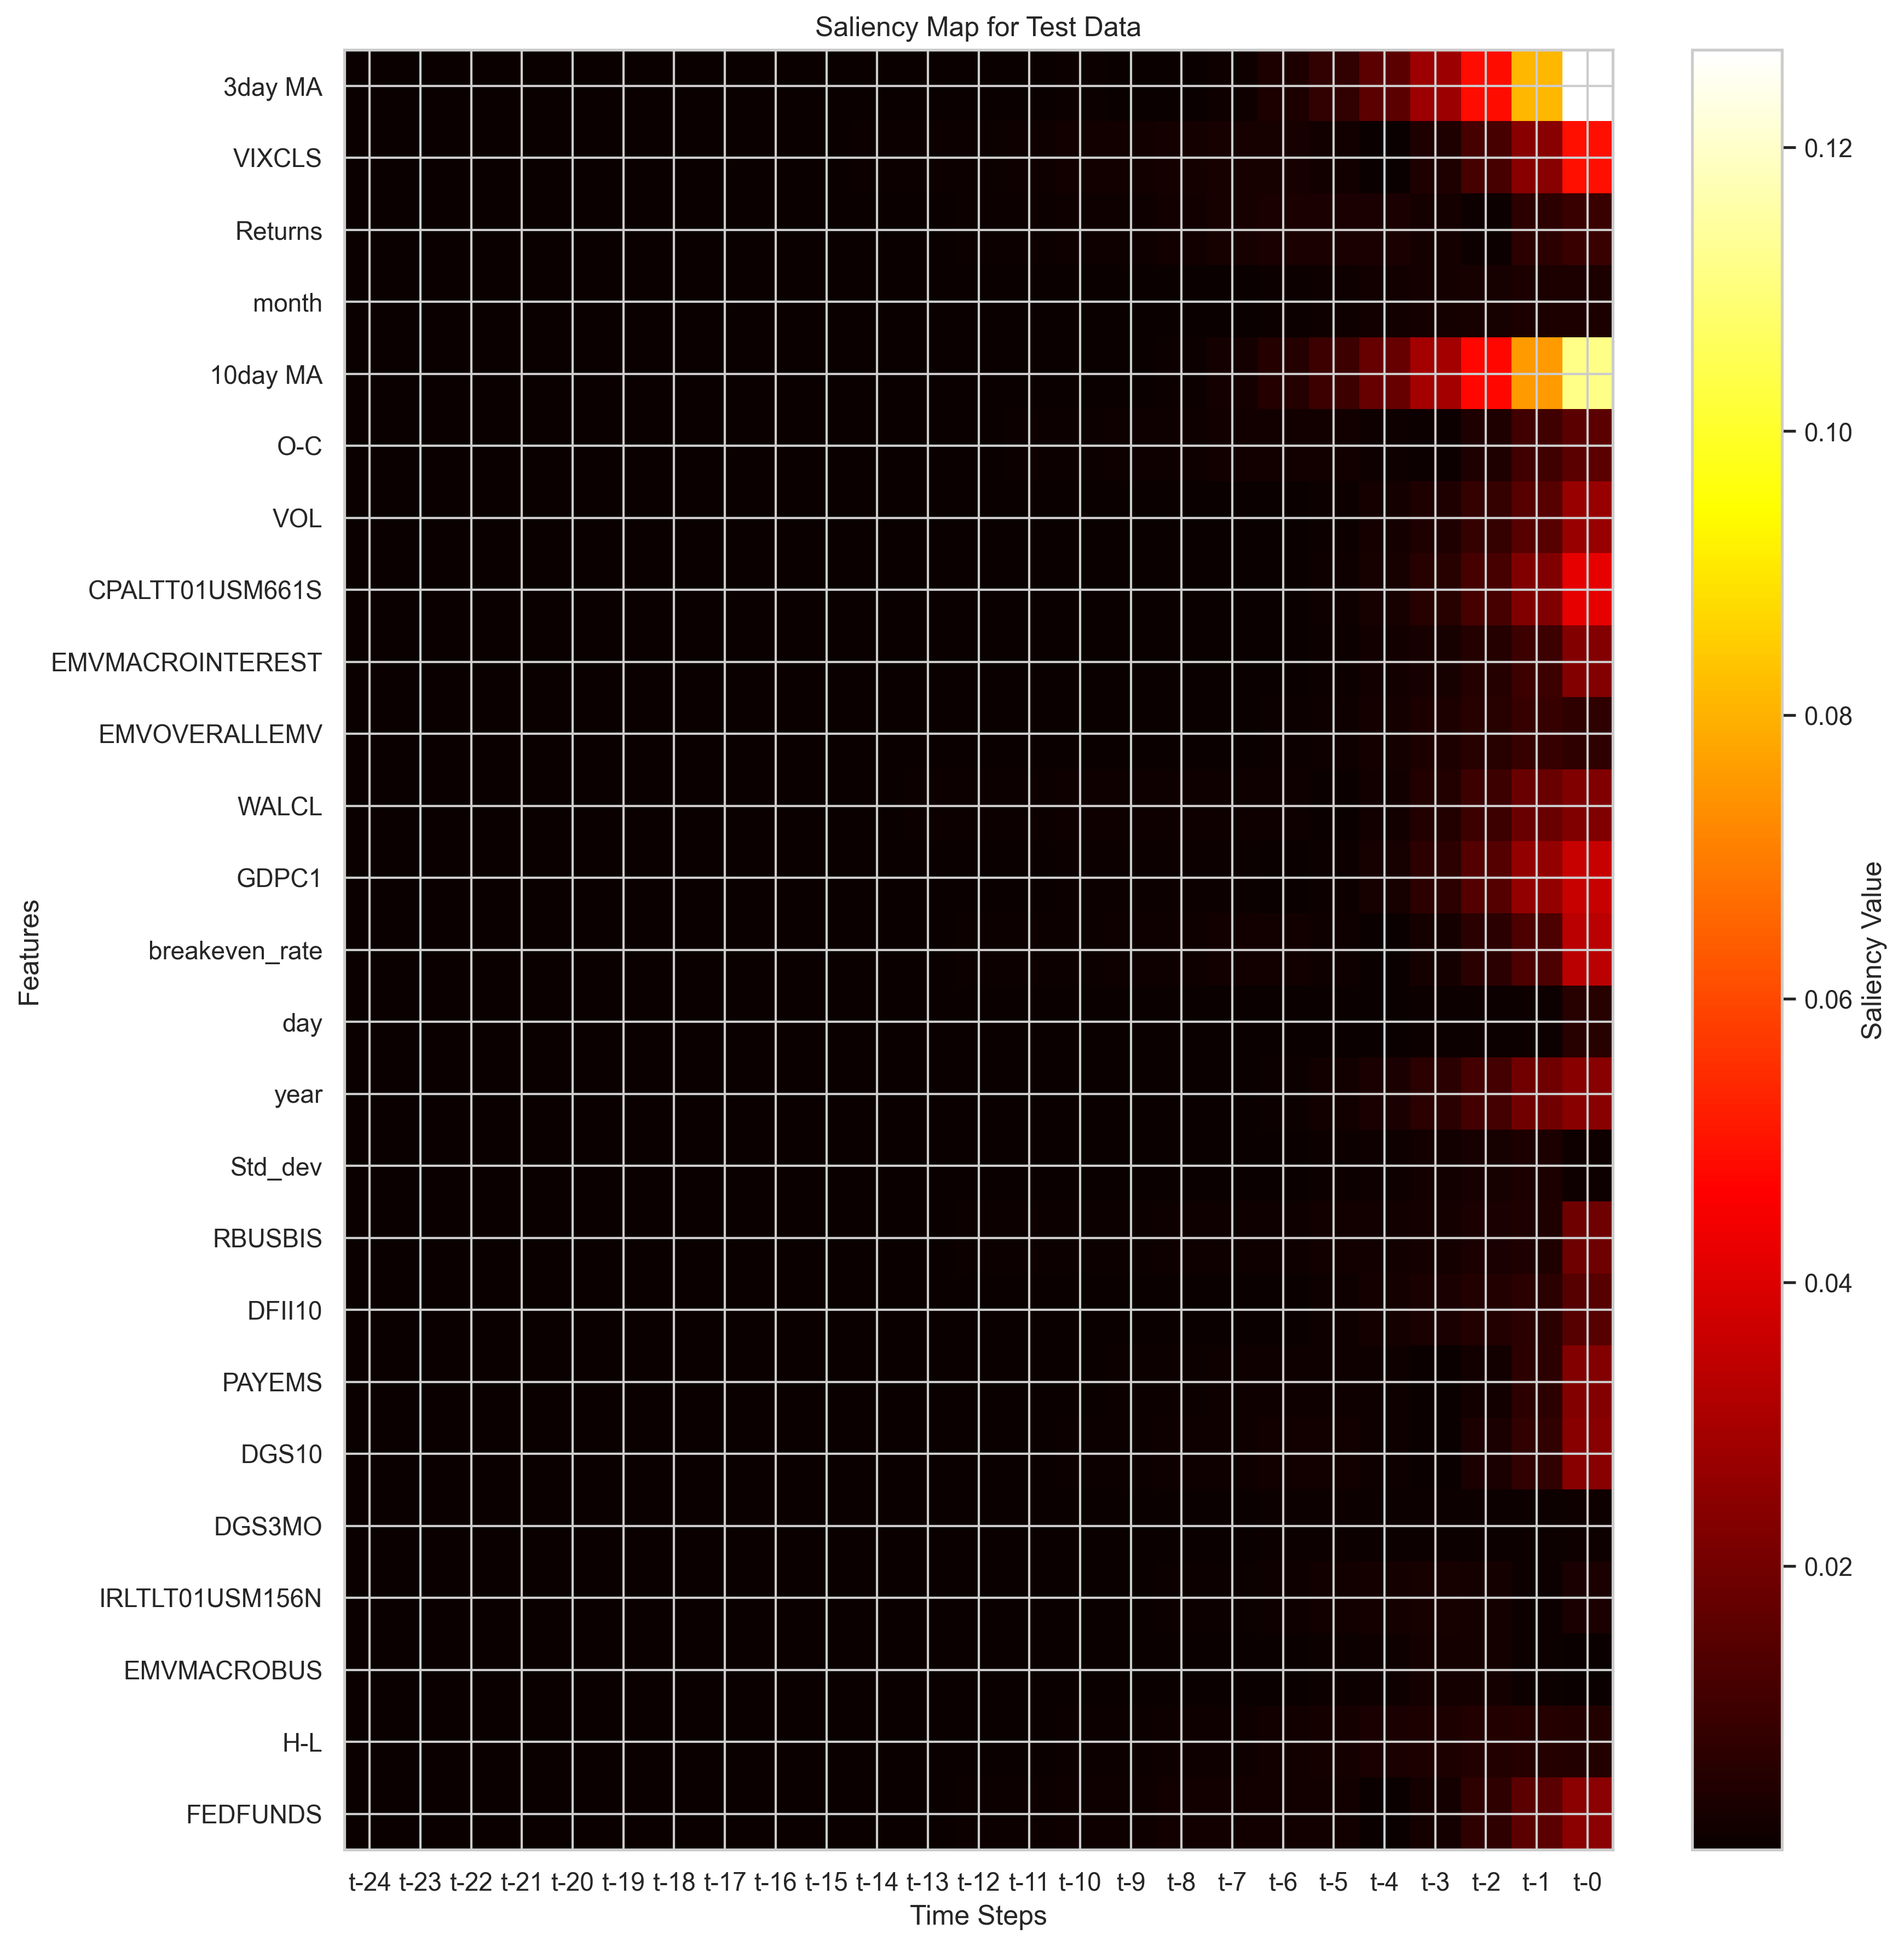 Saliency Map for Test Data
3day MA
VIXCLS
Returns
month
10day MA
O-C
VOL
CPALTT01USM661S
EMVMACROINTEREST
EMVOVERALLEMV
WALCL
GDPC1
breakeven_rate
day
year
Std_dev
RBUSBIS
DFII10
PAYEMS
DGS10
DGS3MO
IRLTLT01USM156N
EMVMACROBUS
H-L
FEDFUNDS
Features
t-24 t-23 t-22 t-21 t-20 t-19 t-18 t-17 t-16 t-15 t-14 t-13 t-12 t-11 t-10 t-9 t-8 t-7 t-6 t-5 t-4 t-3 t-2 t-1 t-0
Time Steps
0.12
0.10
0.08
0.06
0.04
0.02
Saliency Value